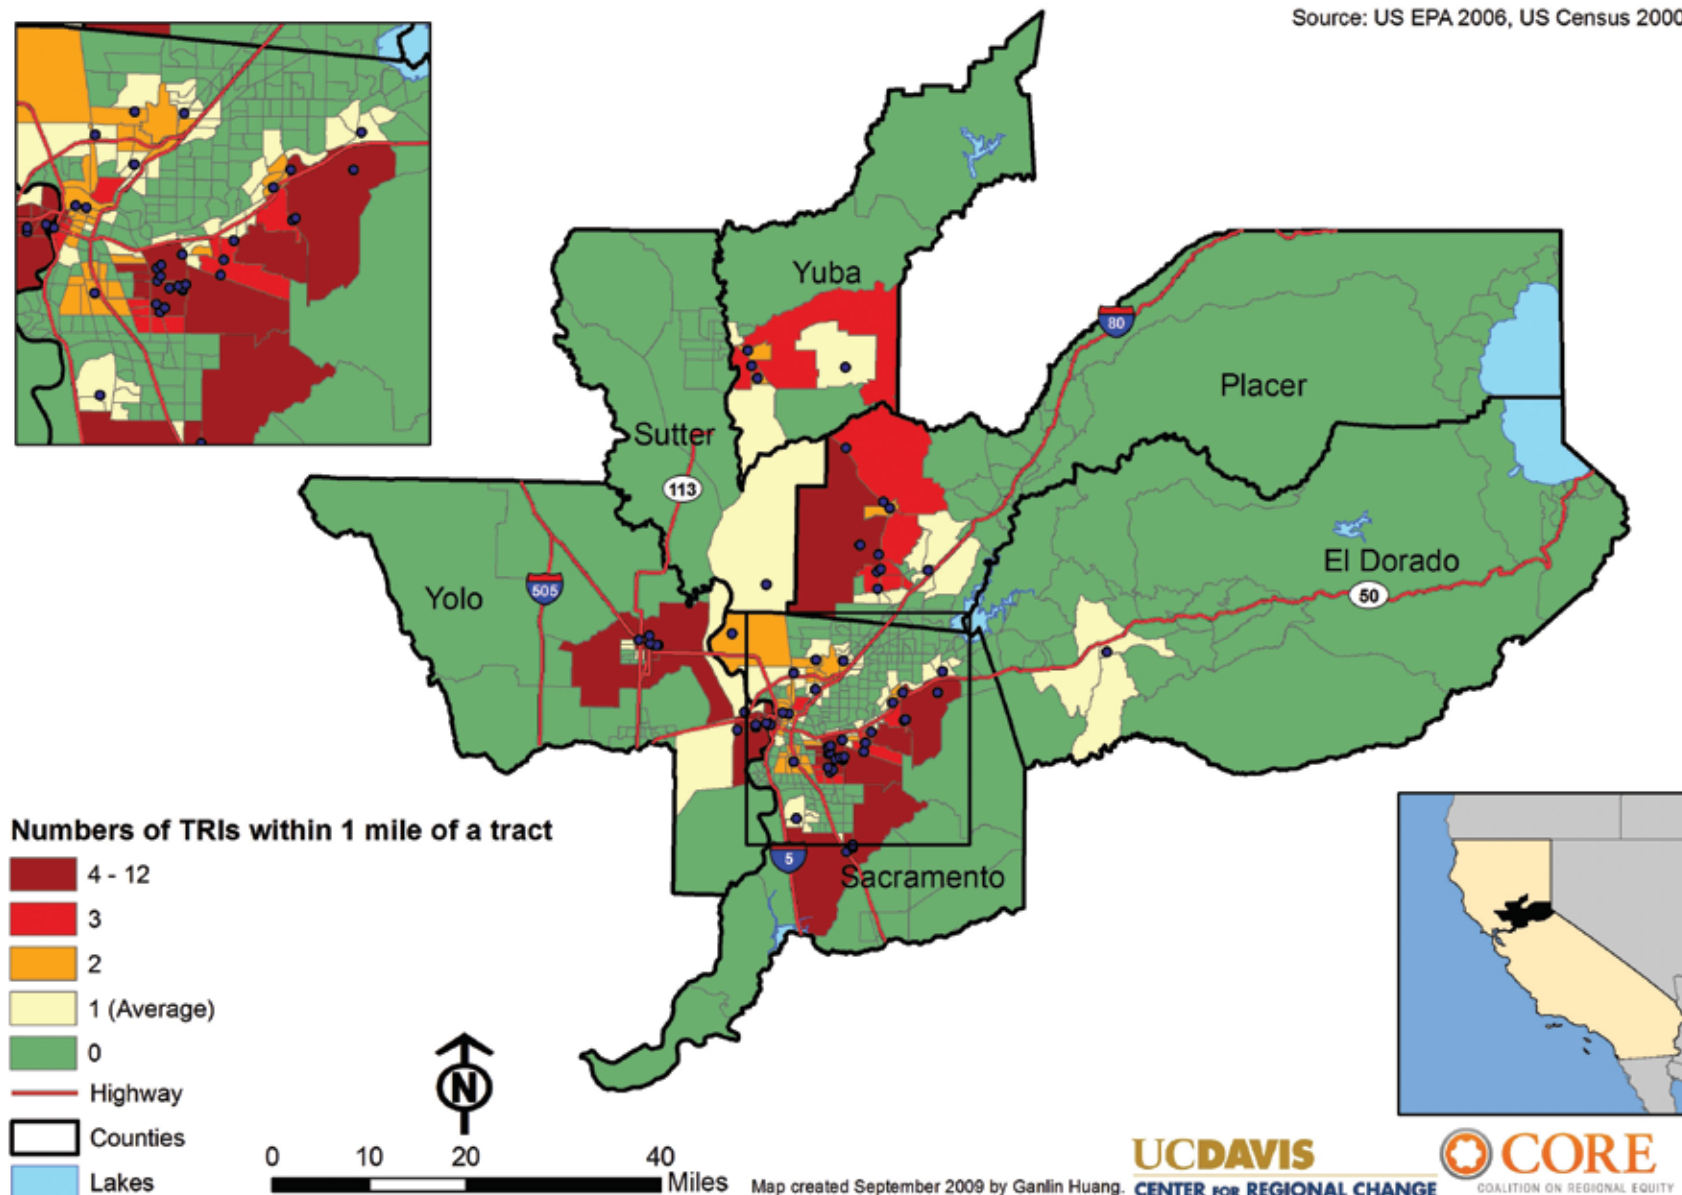 Source: US EPA 2006, US Census 2000
Yuba
80
Placer
Sutter
113
El Dorado
50
Yolo
505
5
Sacramento
Numbers of TRIs within 1 mile of a tract
4 - 12
3
2
1 (Average)
0
Highway
Counties
Lakes
N
0 10 20 40
Miles
Map created September 2009 by Ganlin Huang.
UCDAVIS
CENTER FOR REGIONAL CHANGE
CORE
COALITION ON REGIONAL EQUITY